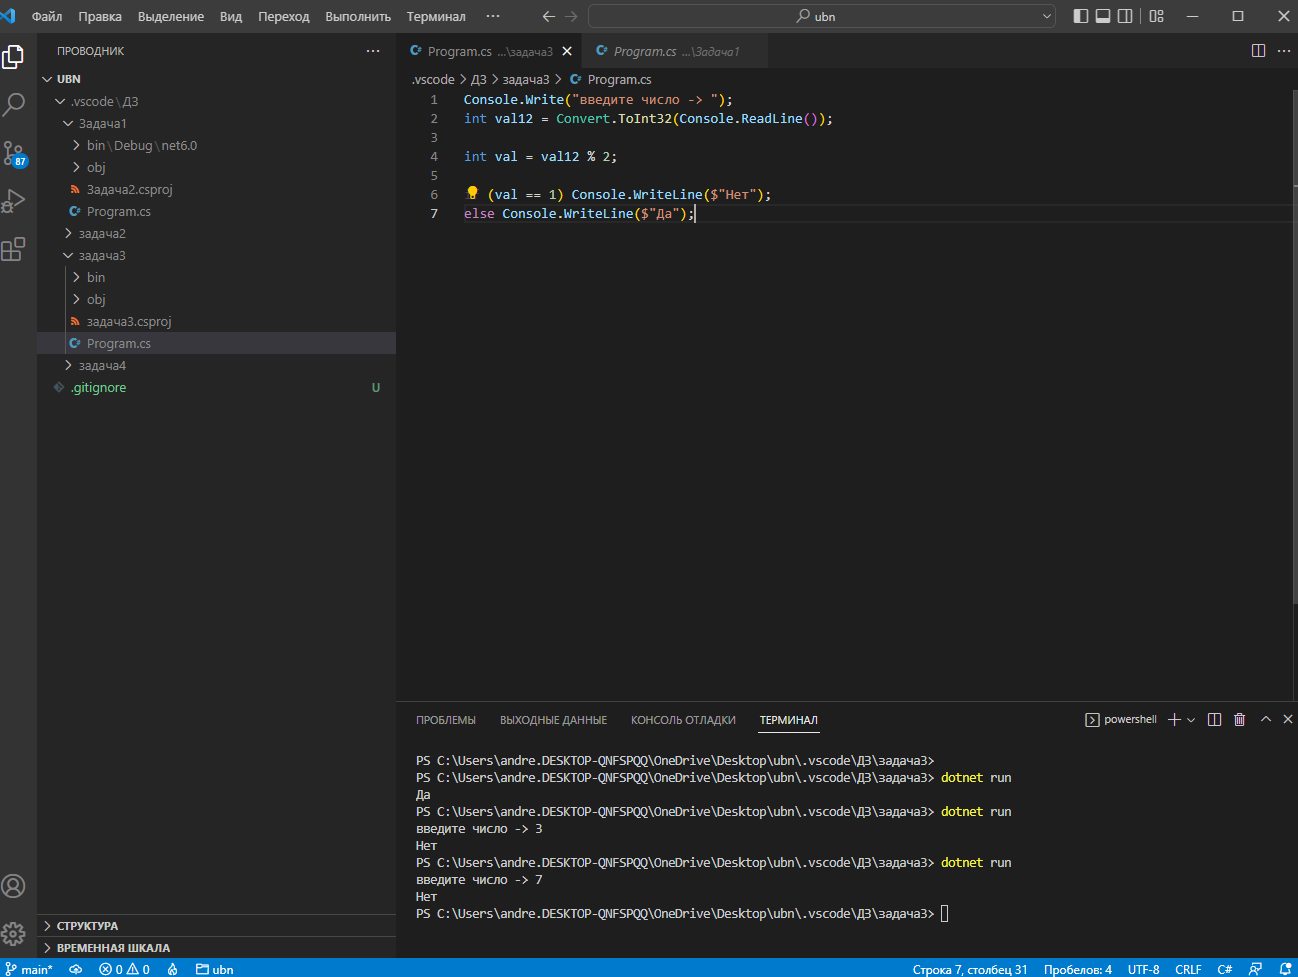 Файл Правка Выделение Вид Переход Выполнить Терминал ··· ubn
ПРОВОДНИК
UBN
.vscode\ДЗ
Задача1
bin\Debug\net6.0
obj
Задача2.csproj
Program.cs
задача2
задача3
bin
obj
задача3.csproj
Program.cs
задача4
.gitignore U
87
СТРУКТУРА
ВРЕМЕННАЯ ШКАЛА
Program.cs ...\задача3 Program.cs ...\Задача1
.vscode > ДЗ > задача3 > Program.cs
1 Console.Write("введите число -> ");
2 int val12 = Convert.ToInt32(Console.ReadLine());
3
4 int val = val12 % 2;
5
6 (val == 1) Console.WriteLine($"Нет");
7 else Console.WriteLine($"Да");
ПРОБЛЕМЫ ВЫХОДНЫЕ ДАННЫЕ КОНСОЛЬ ОТЛАДКИ ТЕРМИНАЛ powershell
PS C:\Users\andre.DESKTOP-QNFSPQQ\OneDrive\Desktop\ubn\.vscode\ДЗ\задача3>
PS C:\Users\andre.DESKTOP-QNFSPQQ\OneDrive\Desktop\ubn\.vscode\ДЗ\задача3> dotnet run
Да
PS C:\Users\andre.DESKTOP-QNFSPQQ\OneDrive\Desktop\ubn\.vscode\ДЗ\задача3> dotnet run
введите число -> 3
Нет
PS C:\Users\andre.DESKTOP-QNFSPQQ\OneDrive\Desktop\ubn\.vscode\ДЗ\задача3> dotnet run
введите число -> 7
Нет
PS C:\Users\andre.DESKTOP-QNFSPQQ\OneDrive\Desktop\ubn\.vscode\ДЗ\задача3>
main* 0 0 ubn Строка 7, столбец 31 Пробелов: 4 UTF-8 CRLF C#